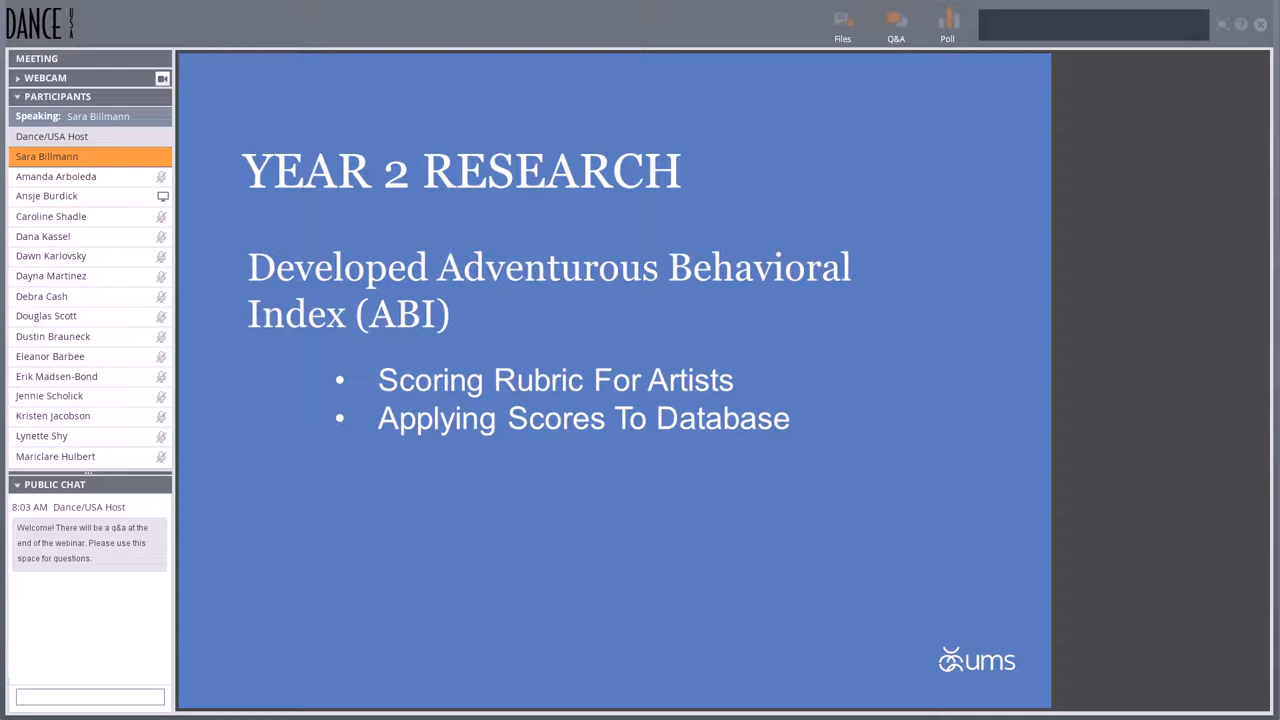 DANCE USA
Files
Q&A
Poll
MEETING
WEBCAM
PARTICIPANTS
Speaking: Sara Billmann
Dance/USA Host
Sara Billmann
Amanda Arboleda
Ansje Burdick
Caroline Shadle
Dana Kassel
Dawn Karlovsky
Dayna Martinez
Debra Cash
Douglas Scott
Dustin Brauneck
Eleanor Barbee
Erik Madsen-Bond
Jennie Scholick
Kristen Jacobson
Lynette Shy
Mariclare Hulbert
PUBLIC CHAT
8:03 AM Dance/USA Host
Welcome! There will be a q&a at the
end of the webinar. Please use this
space for questions.
YEAR 2 RESEARCH
Developed Adventurous Behavioral
Index (ABI)
• Scoring Rubric For Artists
• Applying Scores To Database
ums